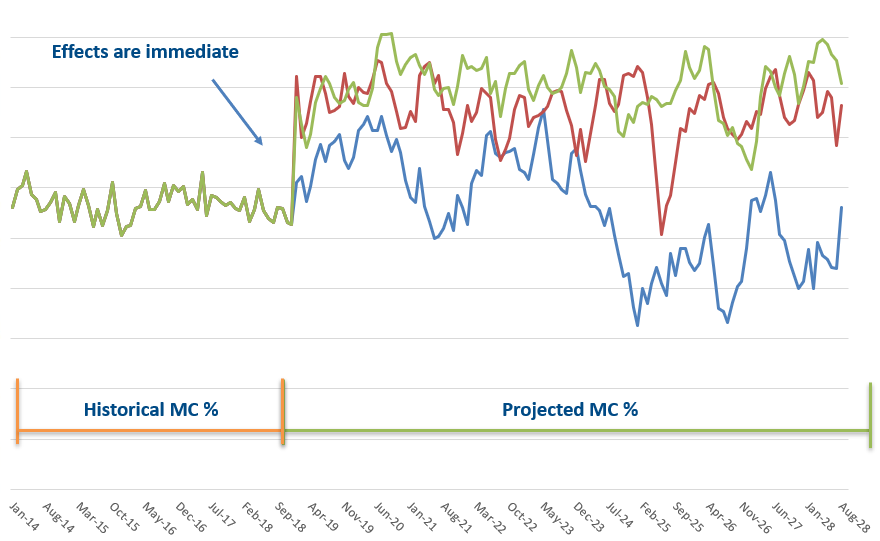 Effects are immediate
Historical MC %
Projected MC %
Jan-14
Aug-14
Mar-15
Oct-15
May-16
Dec-16
Jul-17
Feb-18
Sep-18
Apr-19
Nov-19
Jun-20
Jan-21
Aug-21
Mar-22
Oct-22
May-23
Dec-23
Jul-24
Feb-25
Sep-25
Apr-26
Nov-26
Jun-27
Jan-28
Aug-28